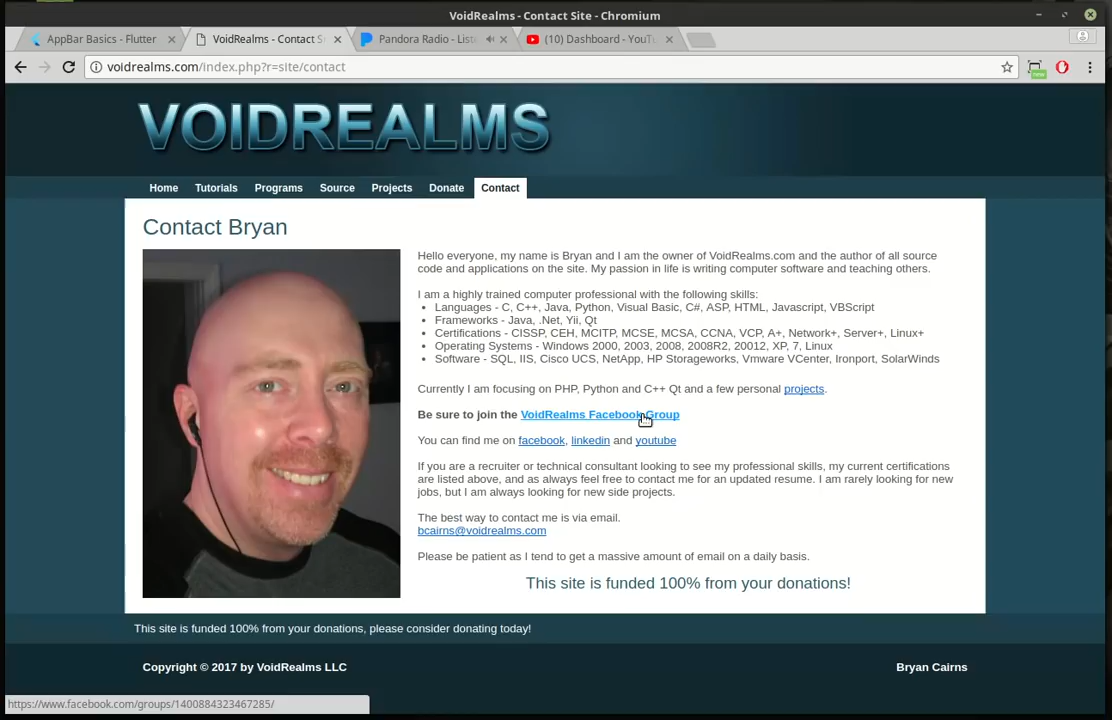 VoidRealms - Contact Site - Chromium
AppBar Basics - Flutter
VoidRealms - Contact S
Pandora Radio - List
(10) Dashboard - YouTu
voidrealms.com/index.php?r=site/contact
new
VOIDREALMS
Home Tutorials Programs Source Projects Donate Contact
Contact Bryan
Hello everyone, my name is Bryan and I am the owner of VoidRealms.com and the author of all source
code and applications on the site. My passion in life is writing computer software and teaching others.
I am a highly trained computer professional with the following skills:
• Languages - C, C++, Java, Python, Visual Basic, C#, ASP, HTML, Javascript, VBScript
• Frameworks - Java, .Net, Yii, Qt
• Certifications - CISSP, CEH, MCITP, MCSE, MCSA, CCNA, VCP, A+, Network+, Server+, Linux+
• Operating Systems - Windows 2000, 2003, 2008, 2008R2, 20012, XP, 7, Linux
• Software - SQL, IIS, Cisco UCS, NetApp, HP Storageworks, Vmware VCenter, Ironport, SolarWinds
Currently I am focusing on PHP, Python and C++ Qt and a few personal projects.
Be sure to join the VoidRealms Facebook Group
You can find me on facebook, linkedin and youtube
If you are a recruiter or technical consultant looking to see my professional skills, my current certifications
are listed above, and as always feel free to contact me for an updated resume. I am rarely looking for new
jobs, but I am always looking for new side projects.
The best way to contact me is via email.
bcairns@voidrealms.com
Please be patient as I tend to get a massive amount of email on a daily basis.
This site is funded 100% from your donations!
This site is funded 100% from your donations, please consider donating today!
Copyright © 2017 by VoidRealms LLC
Bryan Cairns
https://www.facebook.com/groups/1400884323467285/